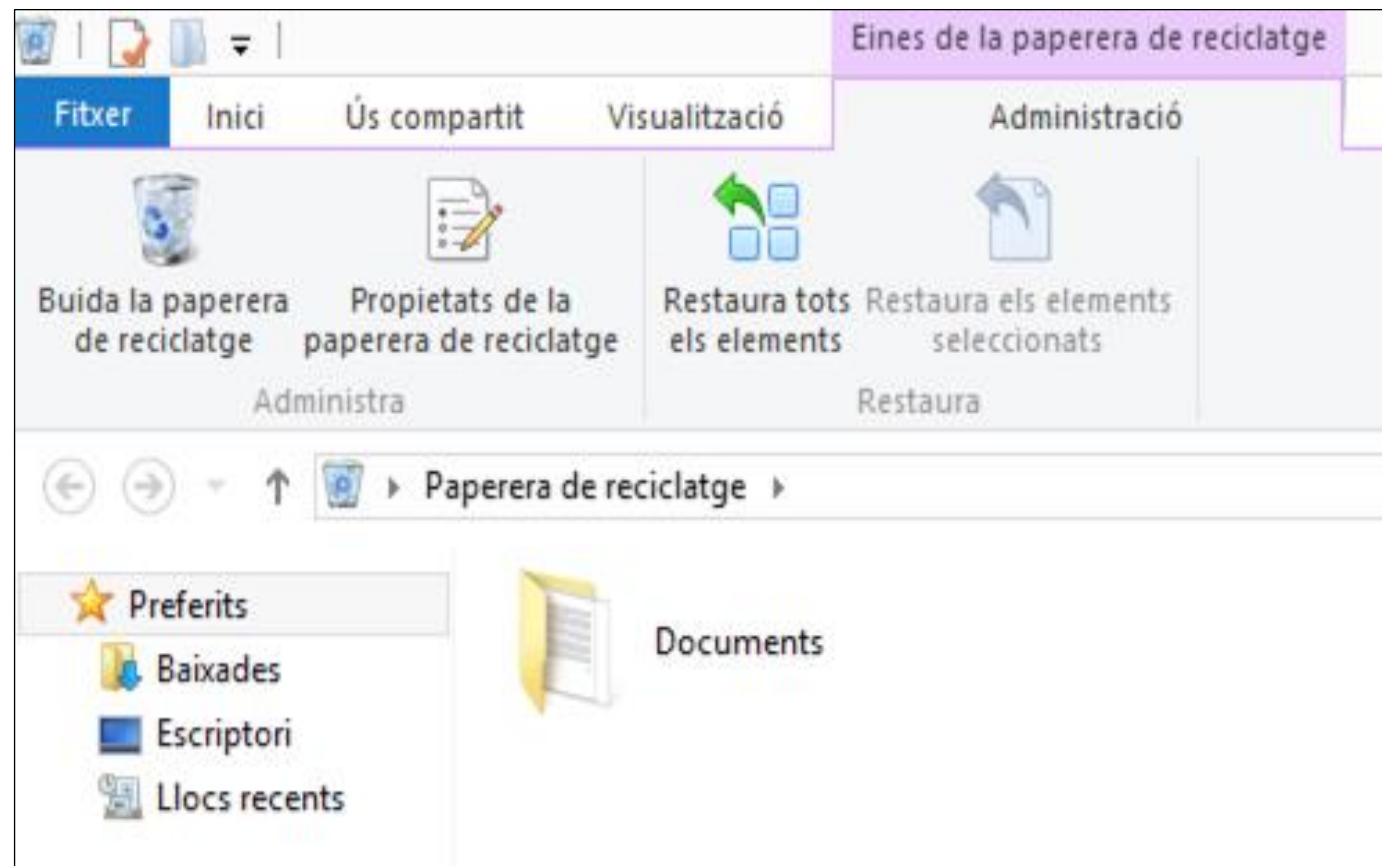 Eines de la paperera de reciclatge
Fitxer Inici Ús compartit Visualització Administració
Buida la paperera Propietats de la Restaura tots Restaura els elements
de reciclatge paperera de reciclatge els elements seleccionats
Administra Restaura
Paperera de reciclatge
Preferits
Documents
Baixades
Escriptori
Llocs recents